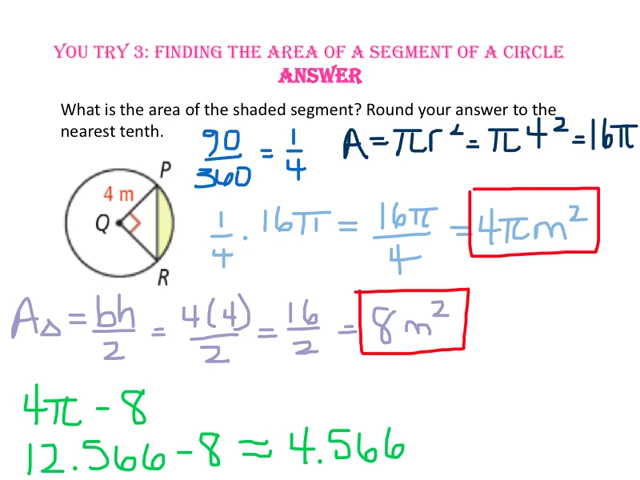 YOU TRY 3: FINDING THE AREA OF A SEGMENT OF A CIRCLE
ANSWER
What is the area of the shaded segment? Round your answer to the
nearest tenth.
90/360 = 1/4
A = πr² = π4² = 16π
P
4 m
Q
R
1/4 · 16π = 16π/4 = 4πm²
A△ = bh/2 = 4(4)/2 = 16/2 = 8m²
4π - 8
12.566 - 8 ≈ 4.566